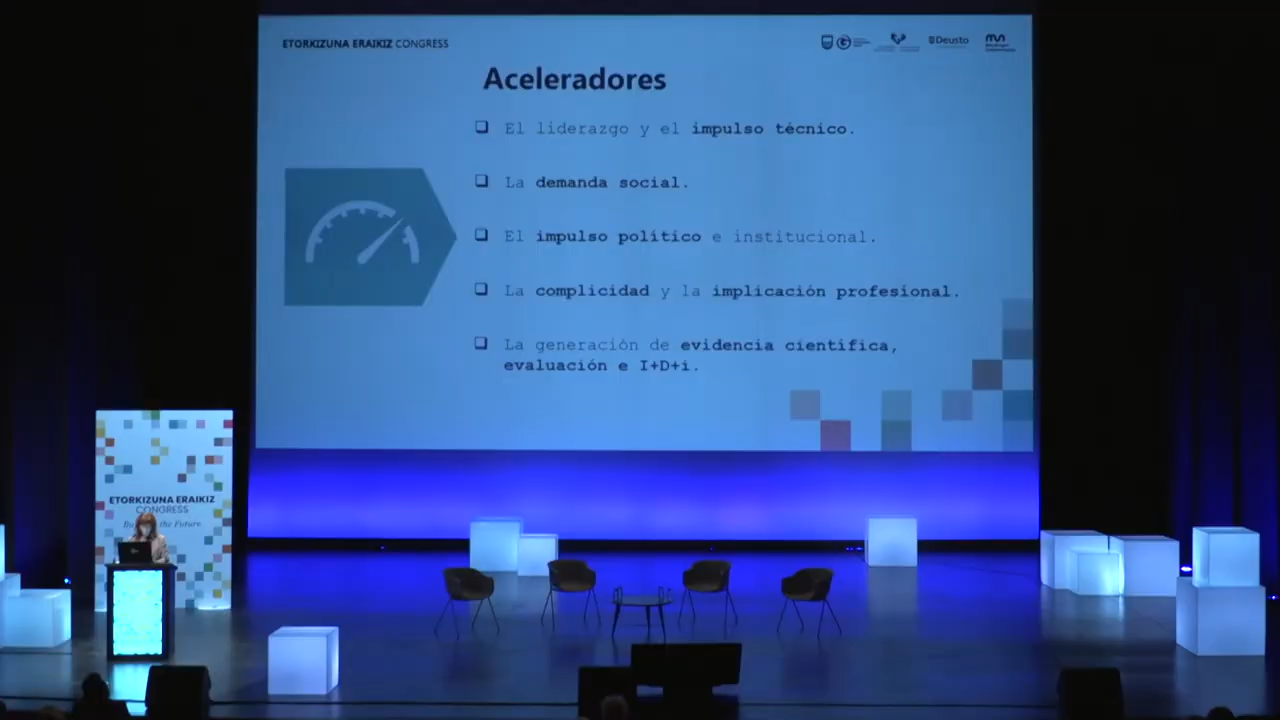 ETORKIZUNA ERAIKIZ CONGRESS
Deusto
Aceleradores
El liderazgo y el impulso técnico.
La demanda social.
El impulso político e institucional.
La complicidad y la implicación profesional.
La generación de evidencia científica,
evaluación e I+D+i.
ETORKIZUNA ERAIKIZ
CONGRESS
the Future